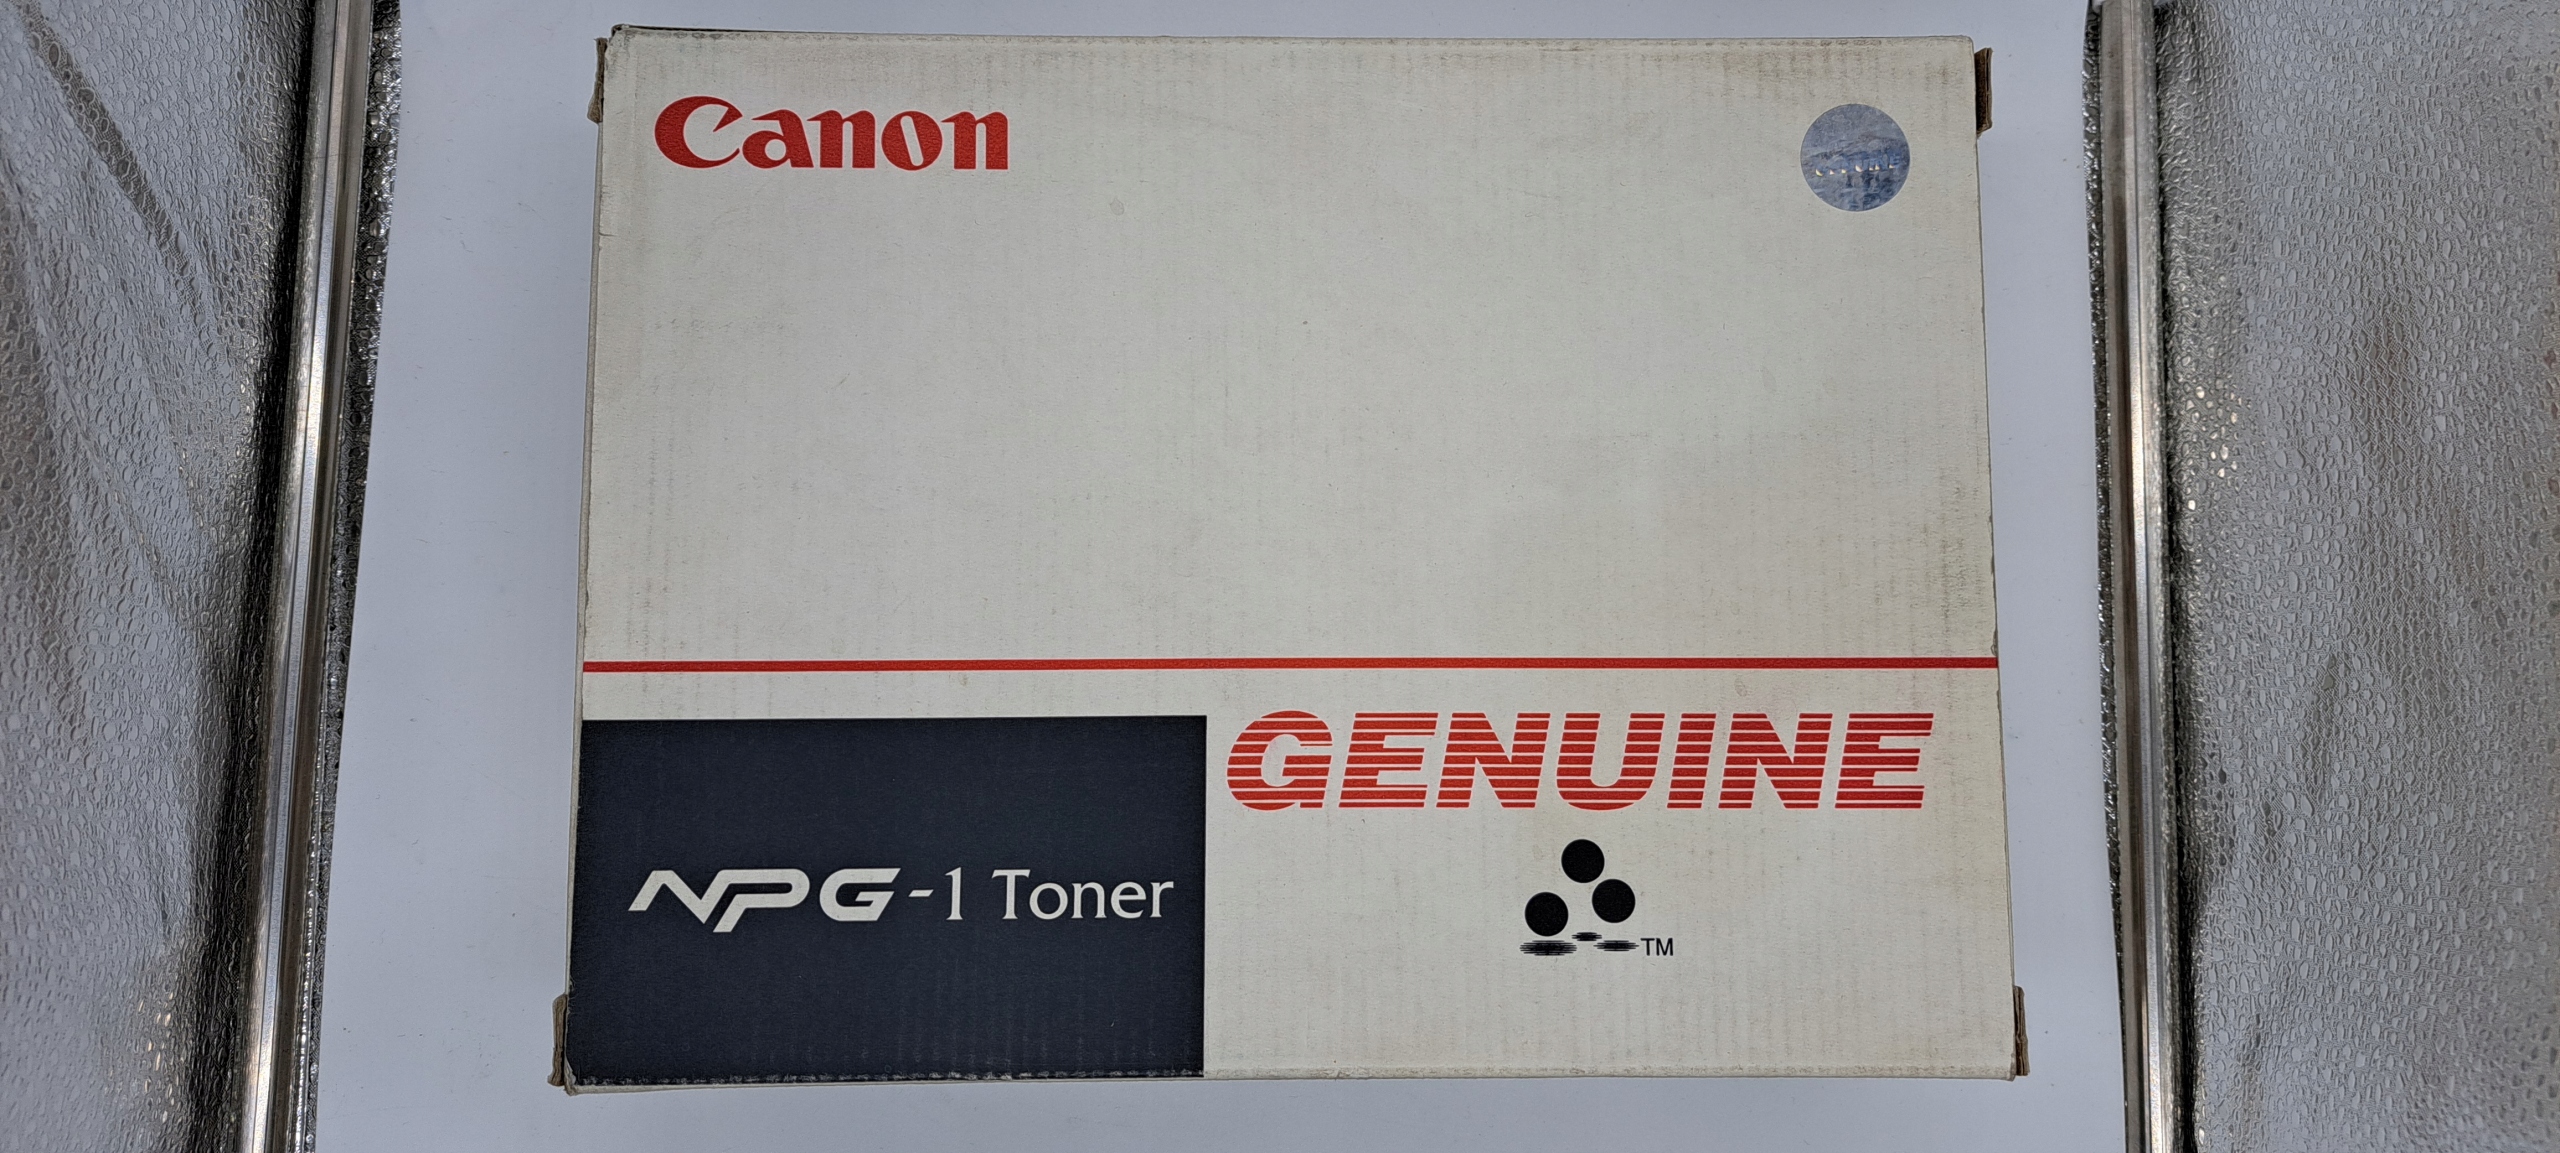 Canon
GENUINE
NPG-1 Toner
TM